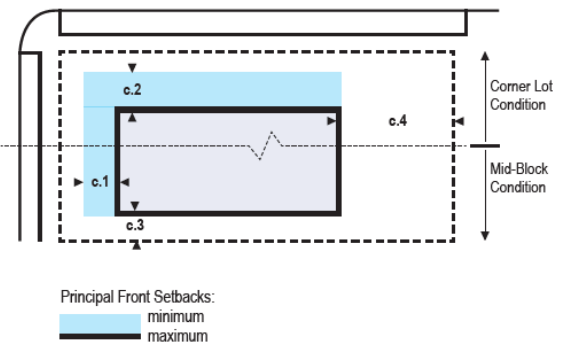 c.2
Corner Lot
Condition
c.4
c.1
Mid-Block
Condition
c.3
Principal Front Setbacks:
minimum
maximum